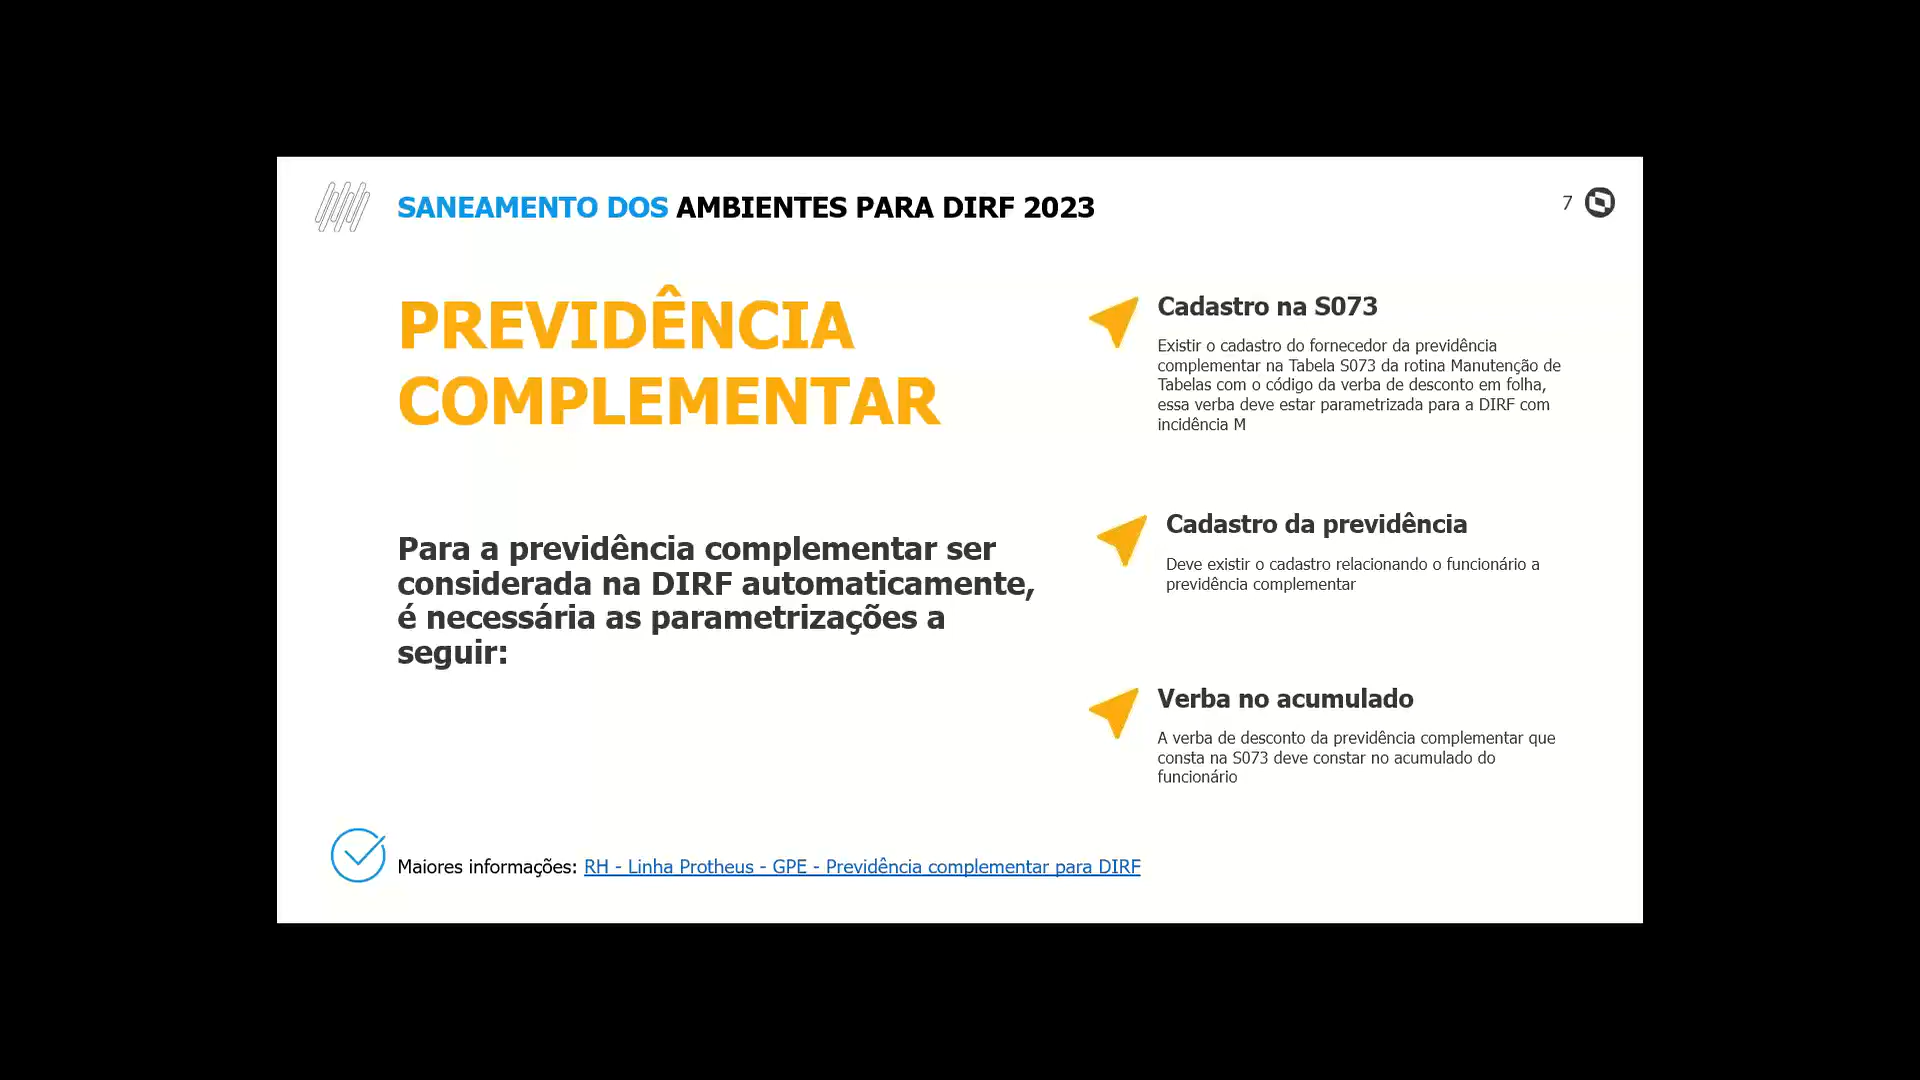 SANEAMENTO DOS AMBIENTES PARA DIRF 2023
7
PREVIDÊNCIA
COMPLEMENTAR
Para a previdência complementar ser
considerada na DIRF automaticamente,
é necessária as parametrizações a
seguir:
Cadastro na S073
Existir o cadastro do fornecedor da previdência
complementar na Tabela S073 da rotina Manutenção de
Tabelas com o código da verba de desconto em folha,
essa verba deve estar parametrizada para a DIRF com
incidência M
Cadastro da previdência
Deve existir o cadastro relacionando o funcionário a
previdência complementar
Verba no acumulado
A verba de desconto da previdência complementar que
consta na S073 deve constar no acumulado do
funcionário
Maiores informações: RH - Linha Protheus - GPE - Previdência complementar para DIRF